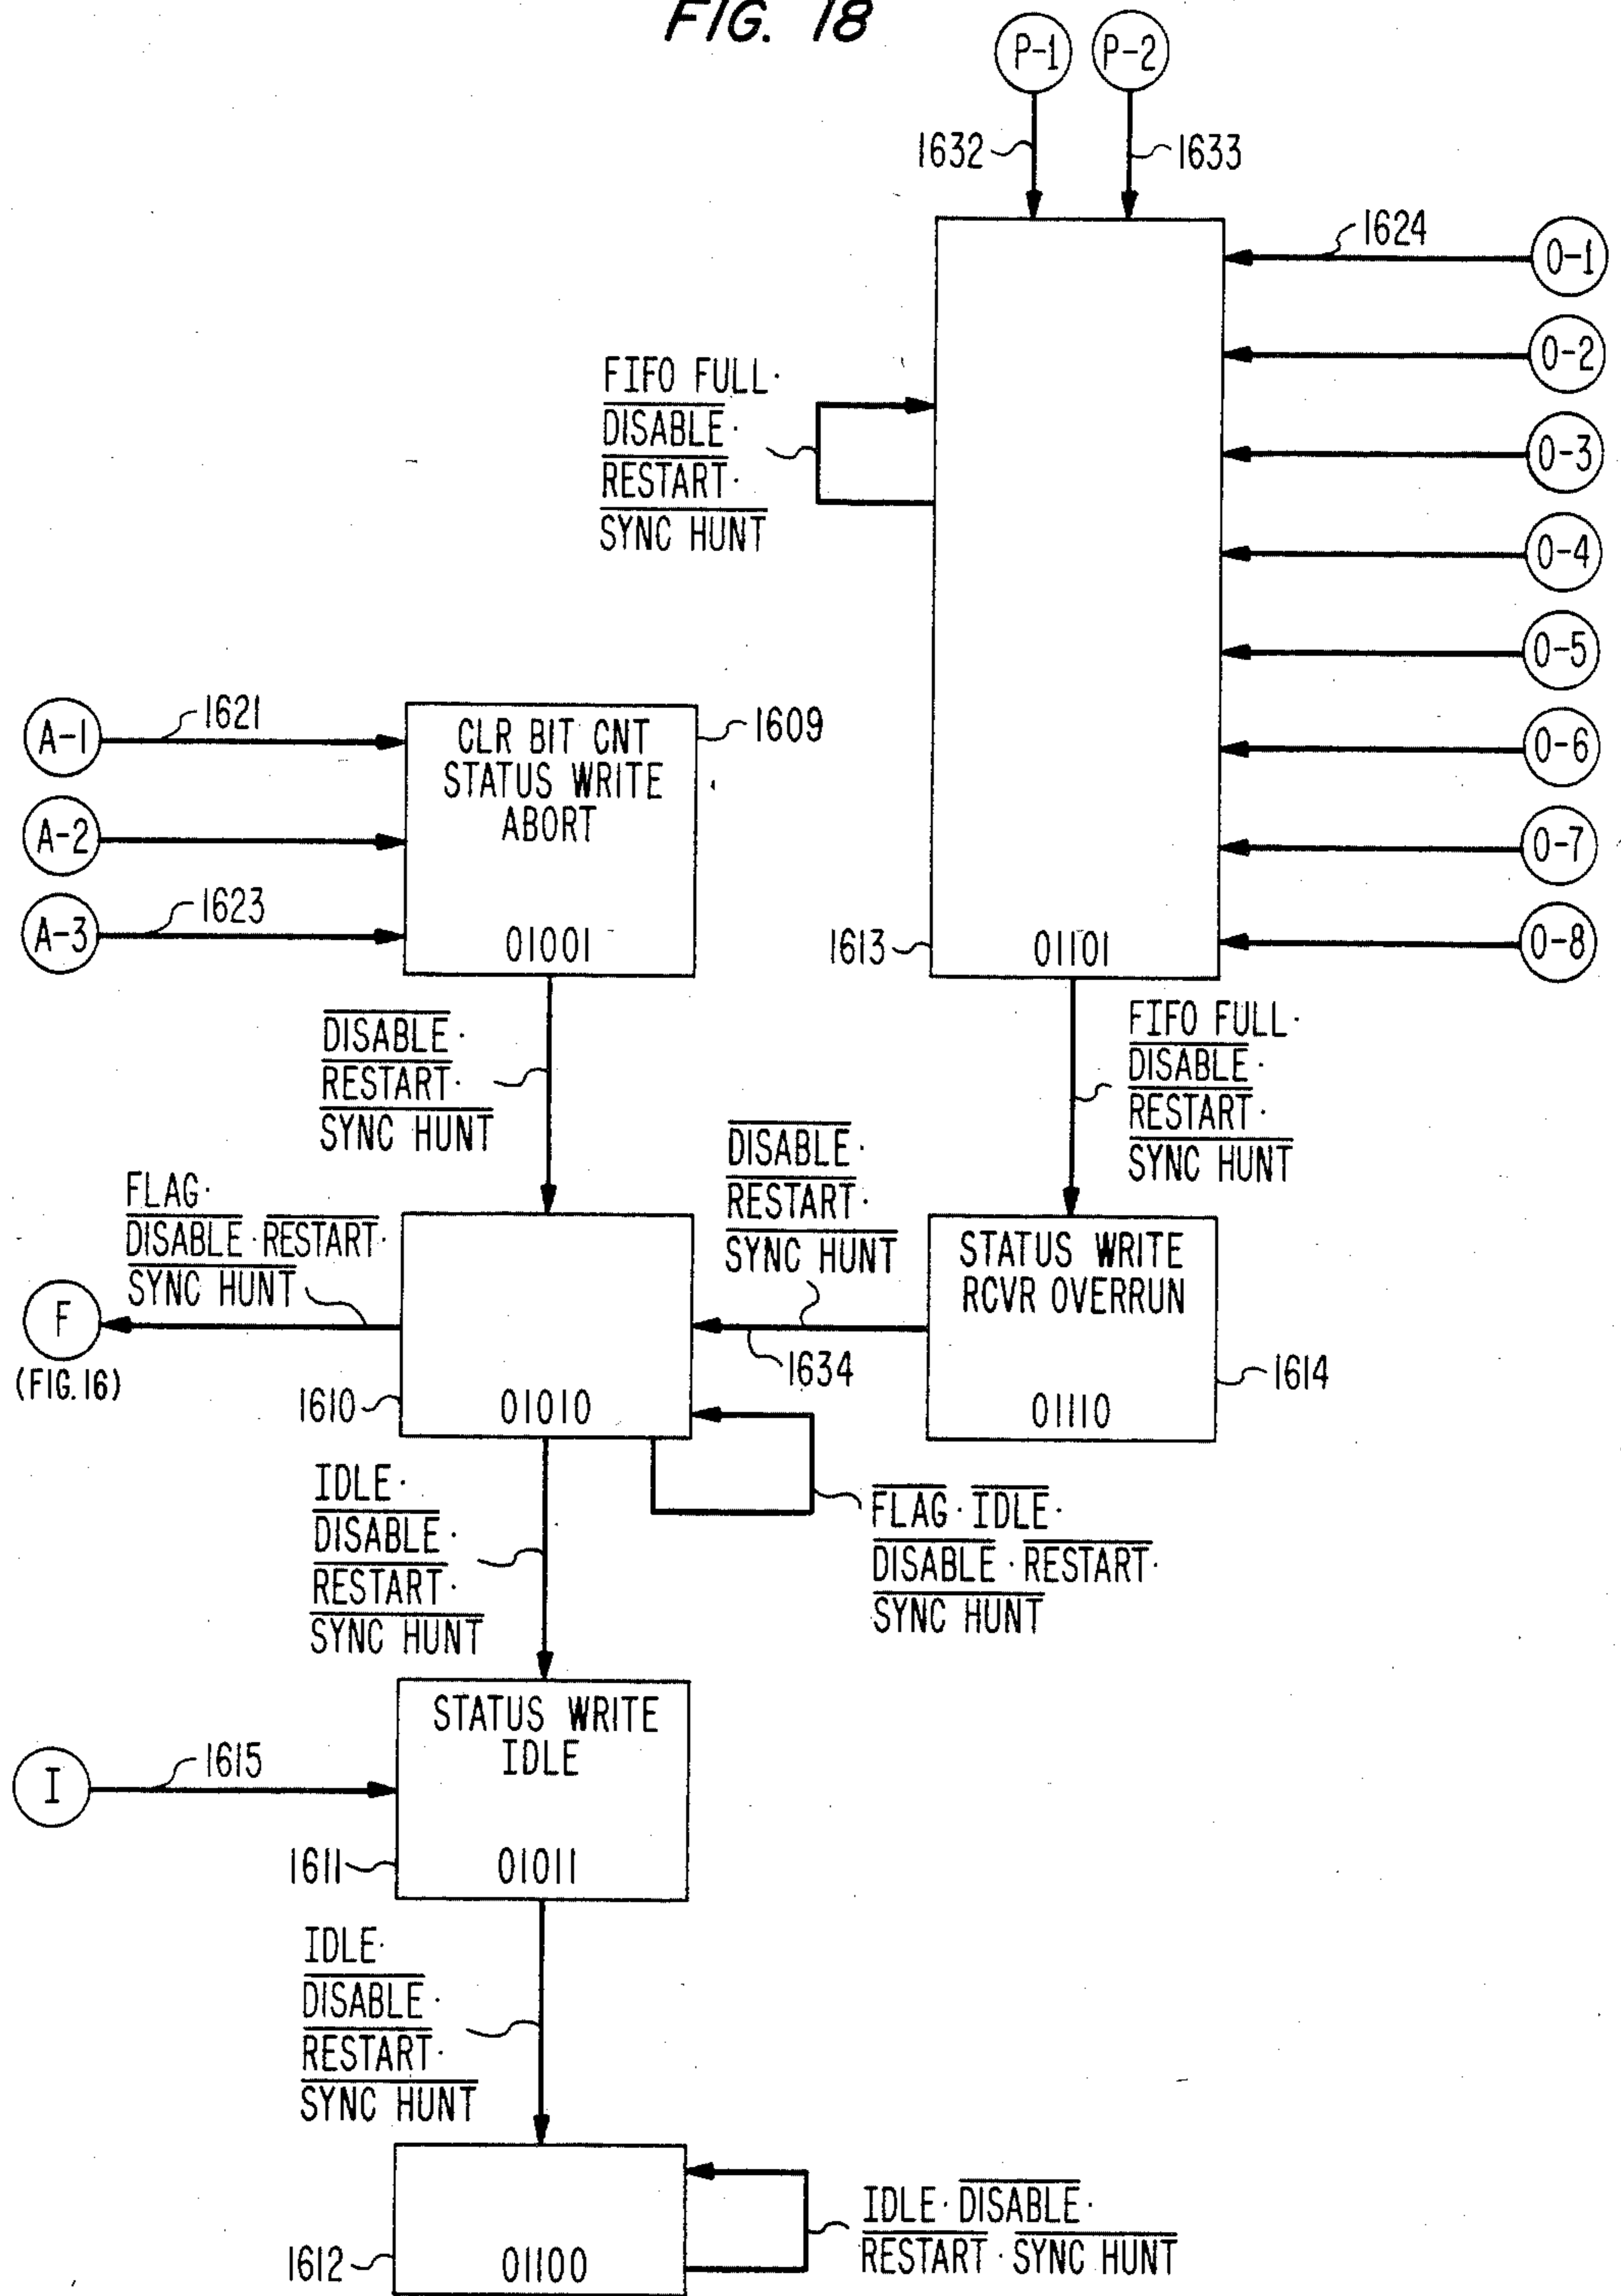 FIG. 18
P-1
P-2
1632
1633
1624
O-1
O-2
O-3
O-4
O-5
O-6
O-7
O-8
FIFO FULL·
DISABLE·
RESTART·
SYNC HUNT
1613
01101
A-1
1621
A-2
A-3
1623
CLR BIT CNT
STATUS WRITE
ABORT
01001
1609
DISABLE·
RESTART·
SYNC HUNT
FIFO FULL·
DISABLE·
RESTART·
SYNC HUNT
FLAG·
DISABLE·RESTART·
SYNC HUNT
F
(FIG. 16)
1610
01010
DISABLE·
RESTART·
SYNC HUNT
1634
STATUS WRITE
RCVR OVERRUN
01110
1614
IDLE·
DISABLE·
RESTART·
SYNC HUNT
FLAG·IDLE·
DISABLE·RESTART·
SYNC HUNT
I
1615
STATUS WRITE
IDLE
1611
01011
IDLE·
DISABLE·
RESTART·
SYNC HUNT
1612
01100
IDLE·DISABLE·
RESTART·SYNC HUNT